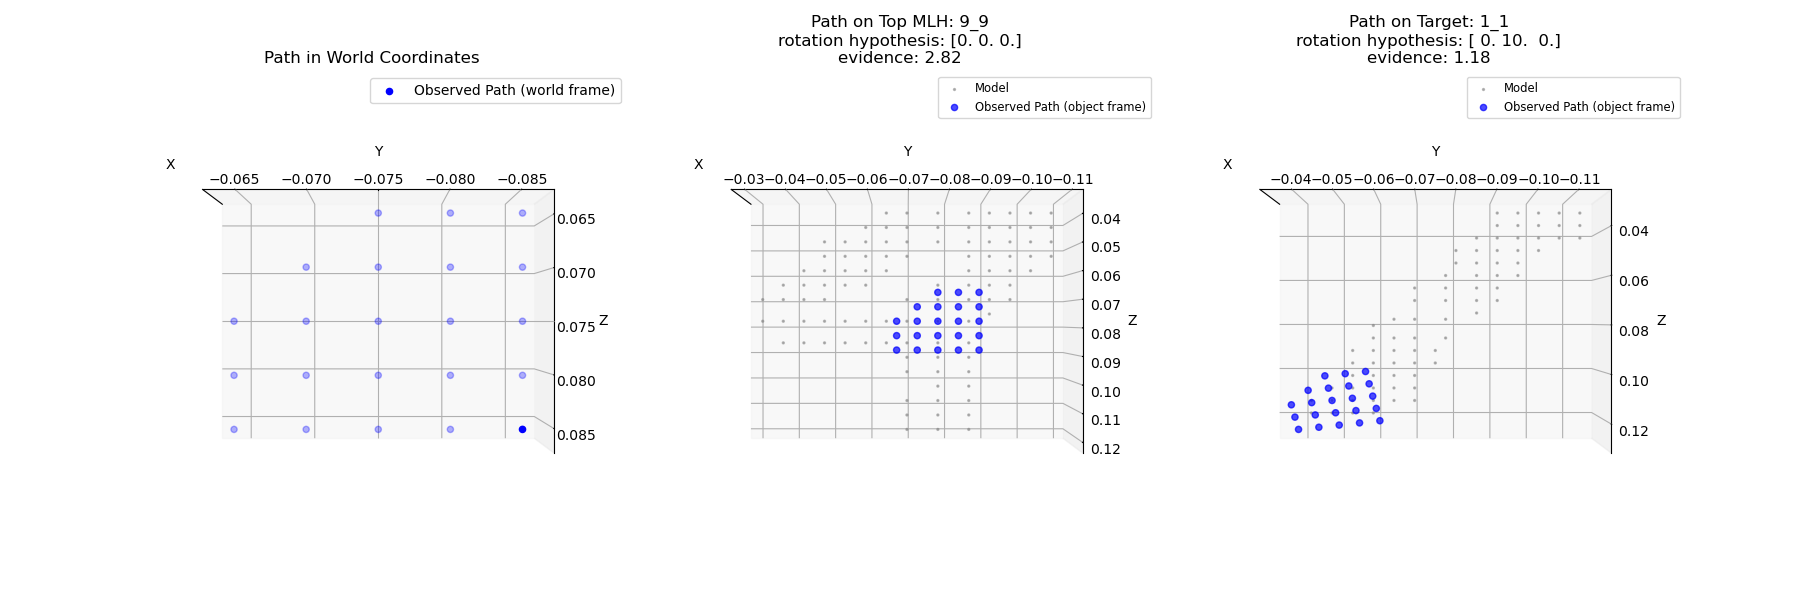 Path in World Coordinates
Observed Path (world frame)
X
Y
−0.065 −0.070 −0.075 −0.080 −0.085
0.065
0.070
0.075
Z
0.080
0.085
Path on Top MLH: 9_9
rotation hypothesis: [0. 0. 0.]
evidence: 2.82
Model
Observed Path (object frame)
X
Y
−0.03 −0.04 −0.05 −0.06 −0.07 −0.08 −0.09 −0.10 −0.11
0.04
0.05
0.06
0.07
0.08
Z
0.09
0.10
0.11
0.12
Path on Target: 1_1
rotation hypothesis: [ 0. 10.  0.]
evidence: 1.18
Model
Observed Path (object frame)
X
Y
−0.04 −0.05 −0.06 −0.07 −0.08 −0.09 −0.10 −0.11
0.04
0.06
0.08
Z
0.10
0.12